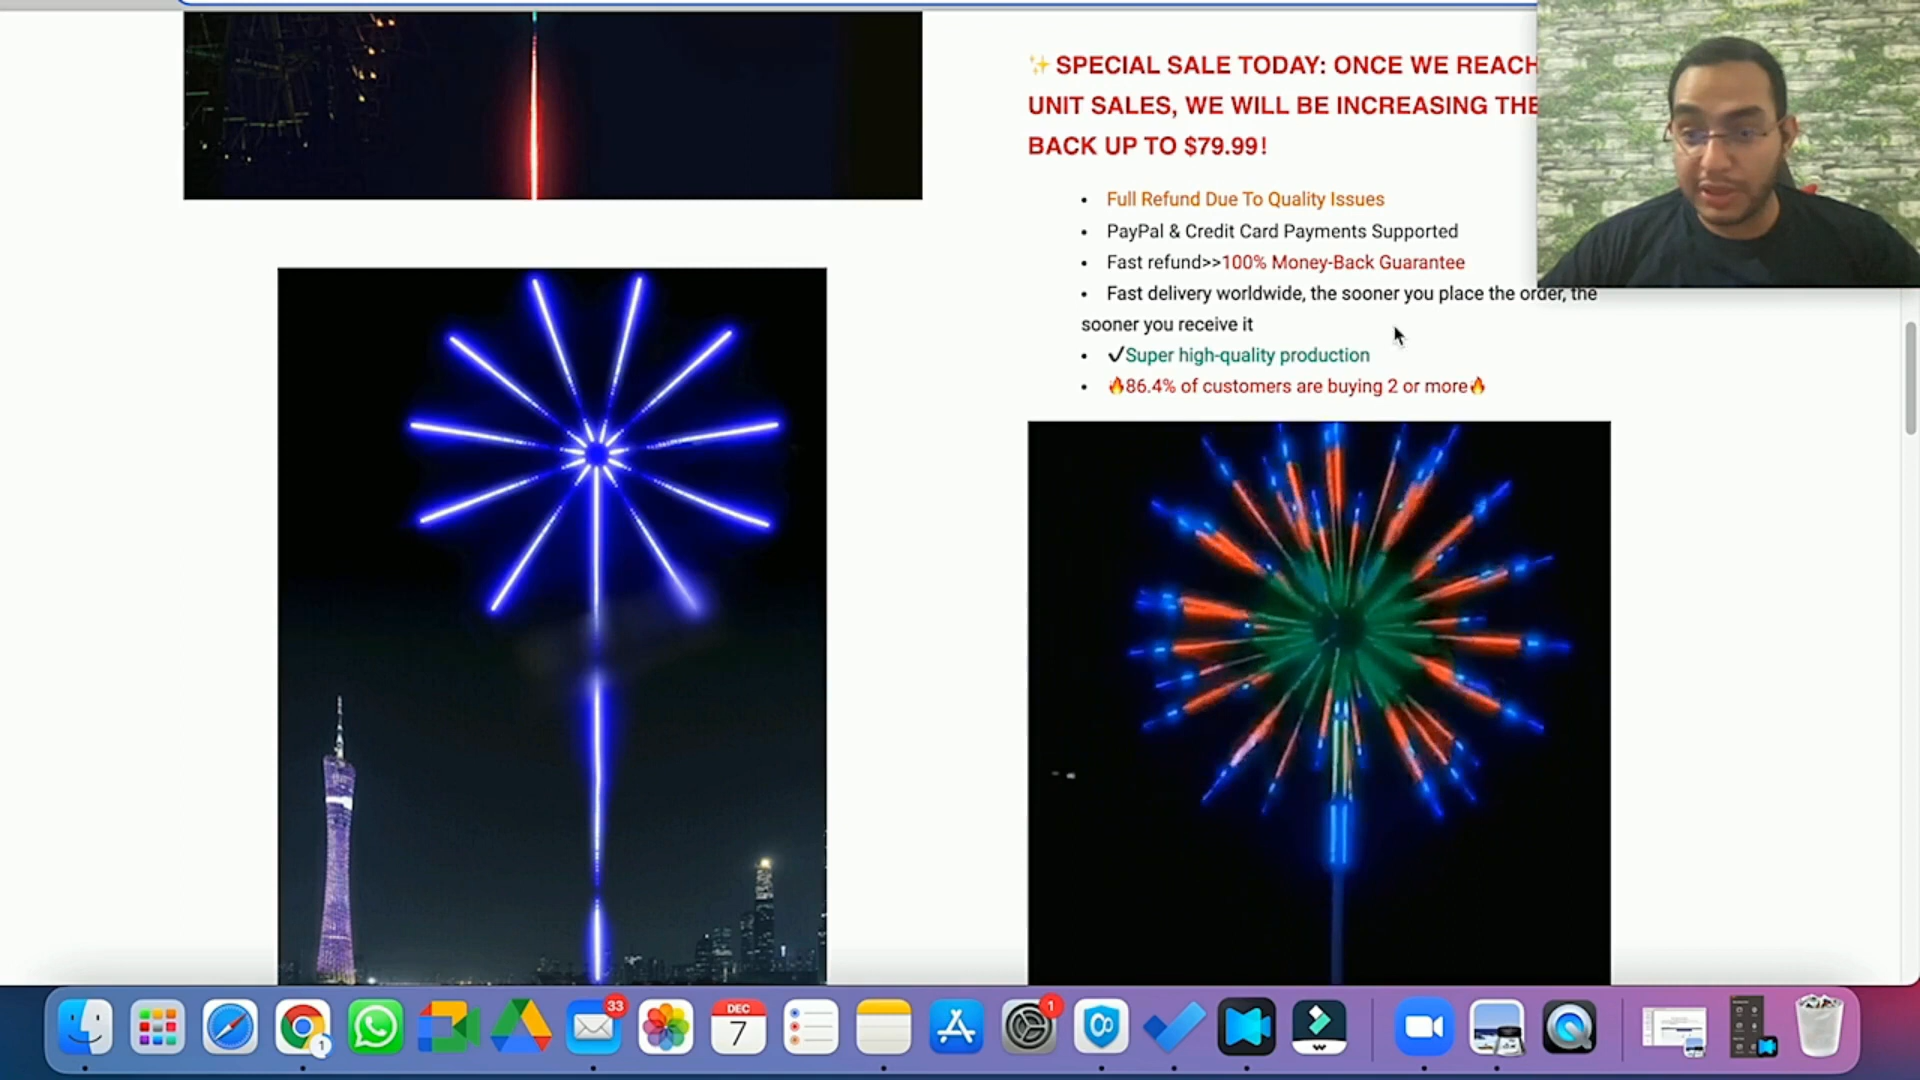 ✨ SPECIAL SALE TODAY: ONCE WE REACH
UNIT SALES, WE WILL BE INCREASING THE
BACK UP TO $79.99!
• Full Refund Due To Quality Issues
• PayPal & Credit Card Payments Supported
• Fast refund>>100% Money-Back Guarantee
• Fast delivery worldwide, the sooner you place the order, the
sooner you receive it
• ✓Super high-quality production
• 🔥86.4% of customers are buying 2 or more🔥
33
DEC
7
1
1